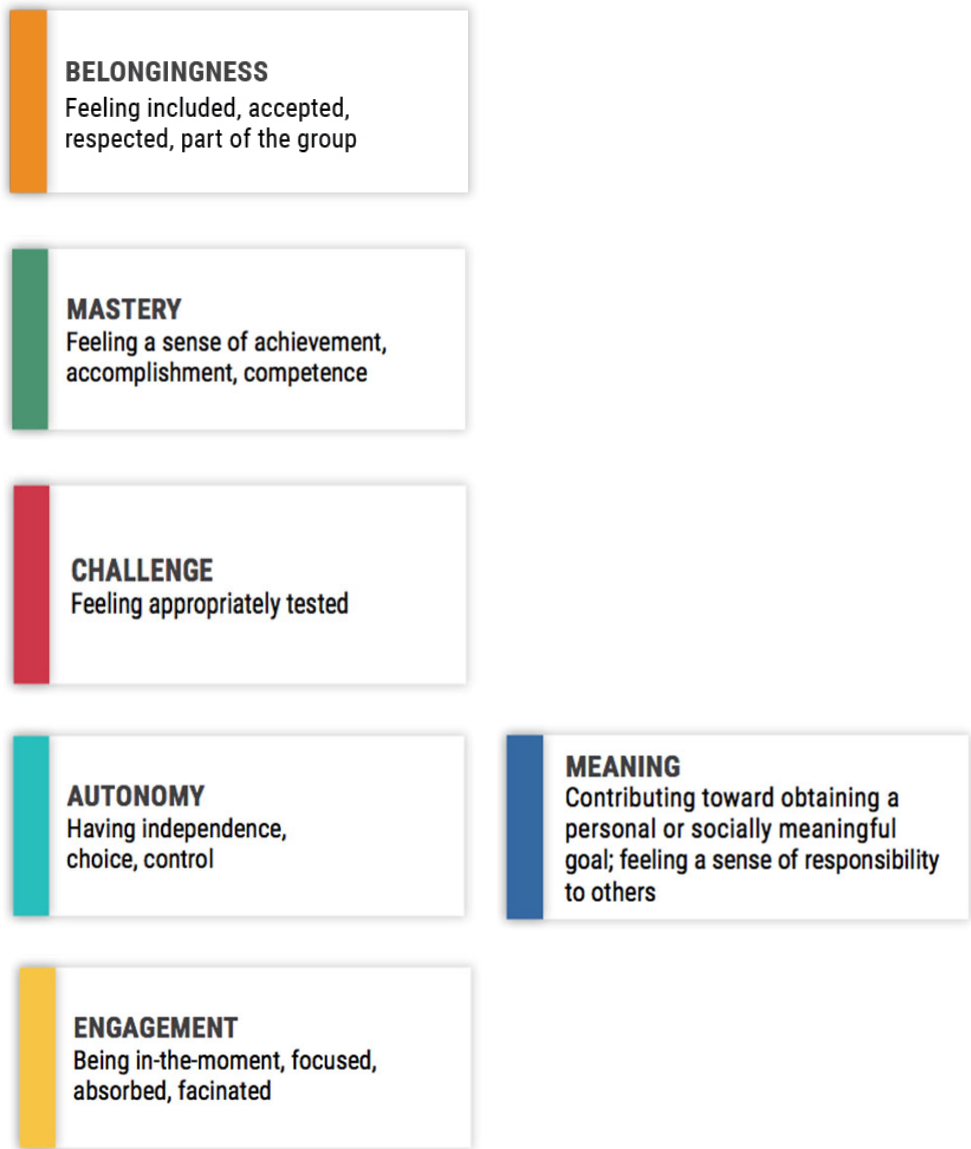 BELONGINGNESS
Feeling included, accepted,
respected, part of the group
MASTERY
Feeling a sense of achievement,
accomplishment, competence
CHALLENGE
Feeling appropriately tested
AUTONOMY
Having independence,
choice, control
MEANING
Contributing toward obtaining a
personal or socially meaningful
goal; feeling a sense of responsibility
to others
ENGAGEMENT
Being in-the-moment, focused,
absorbed, facinated